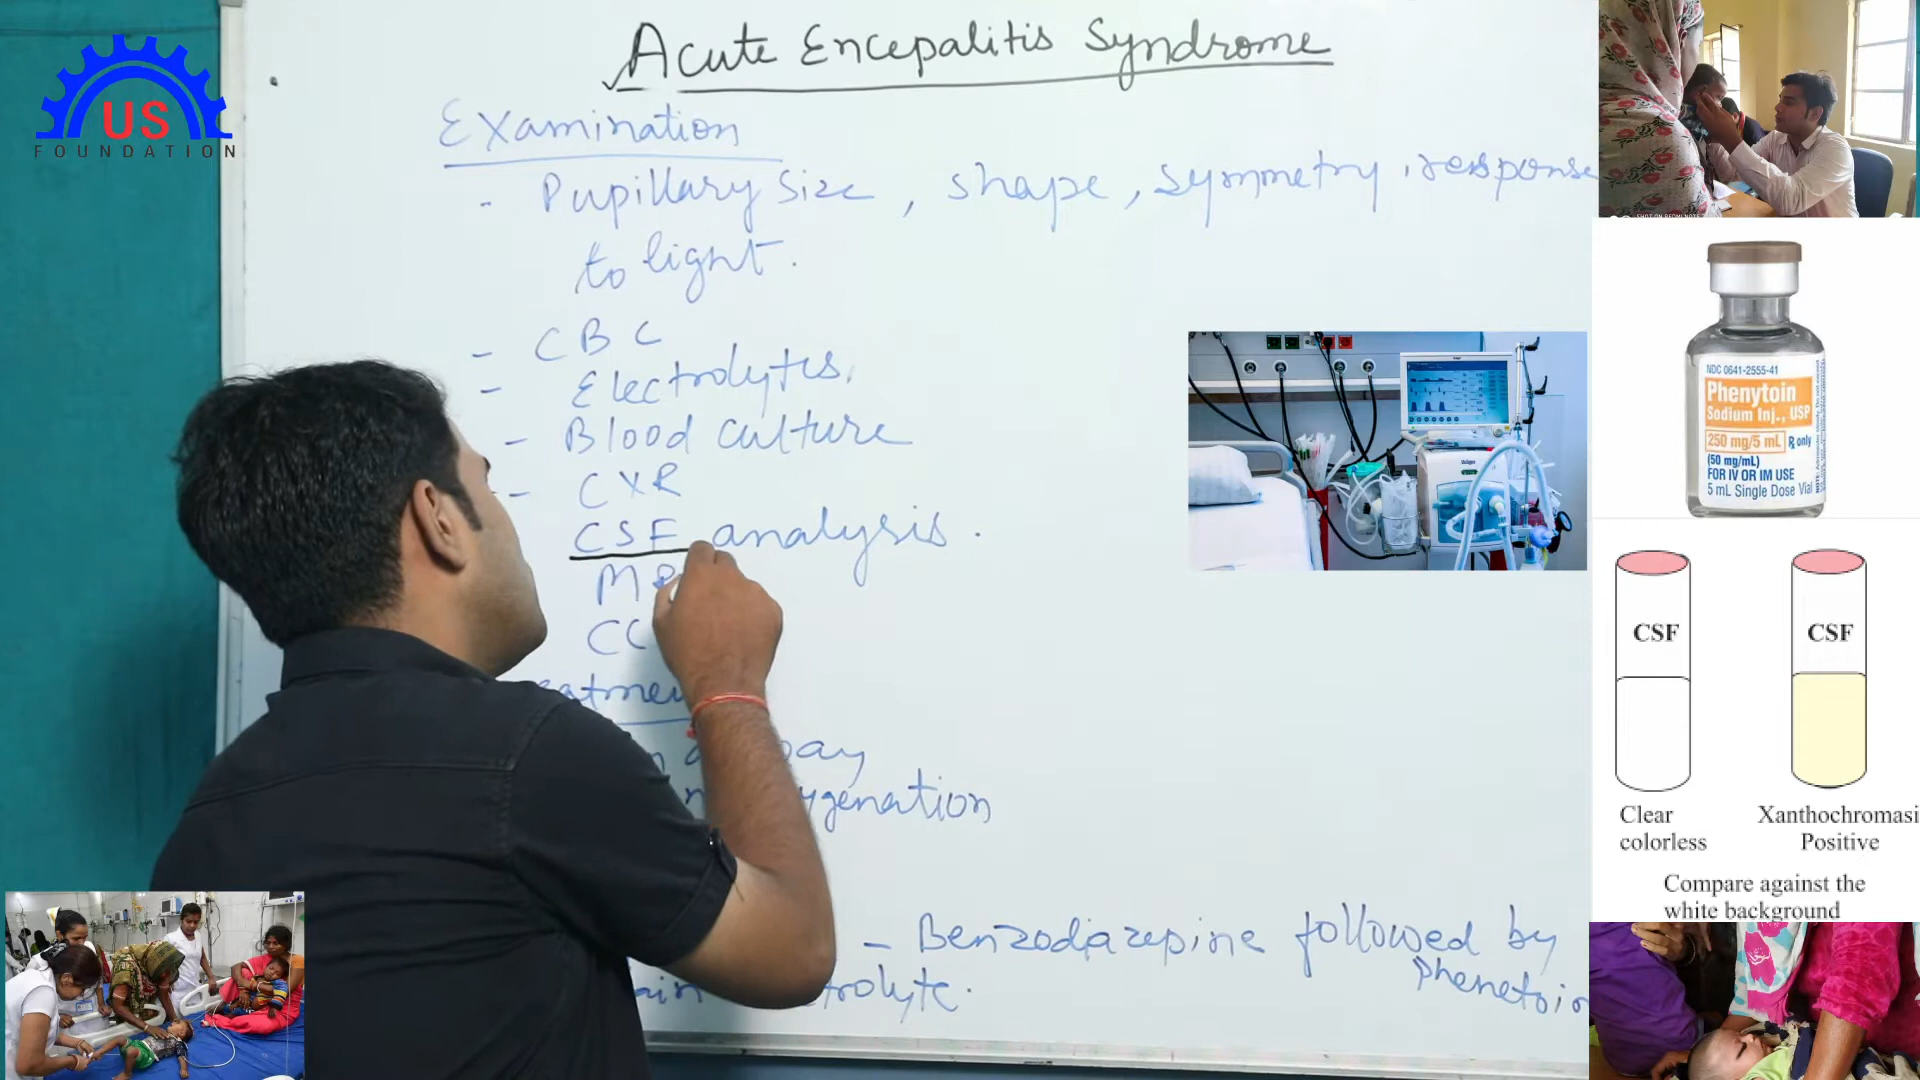 US
FOUNDATION
Acute Encepalitis Syndrome
Examination
- Pupillary Size, shape, symmetry, response
to light.
- CBC
- Electrolytes.
- Blood culture
- CXR
CSF analysis.
- Benzodiazepine followed by
Phenetoin
NDC 0641-2555-41
Phenytoin
Sodium Inj., USP
250 mg/5 mL Rx only
(50 mg/mL)
FOR IV OR IM USE
5 mL Single Dose Vial
CSF CSF
Clear Xanthochromasi
colorless Positive
Compare against the
white background